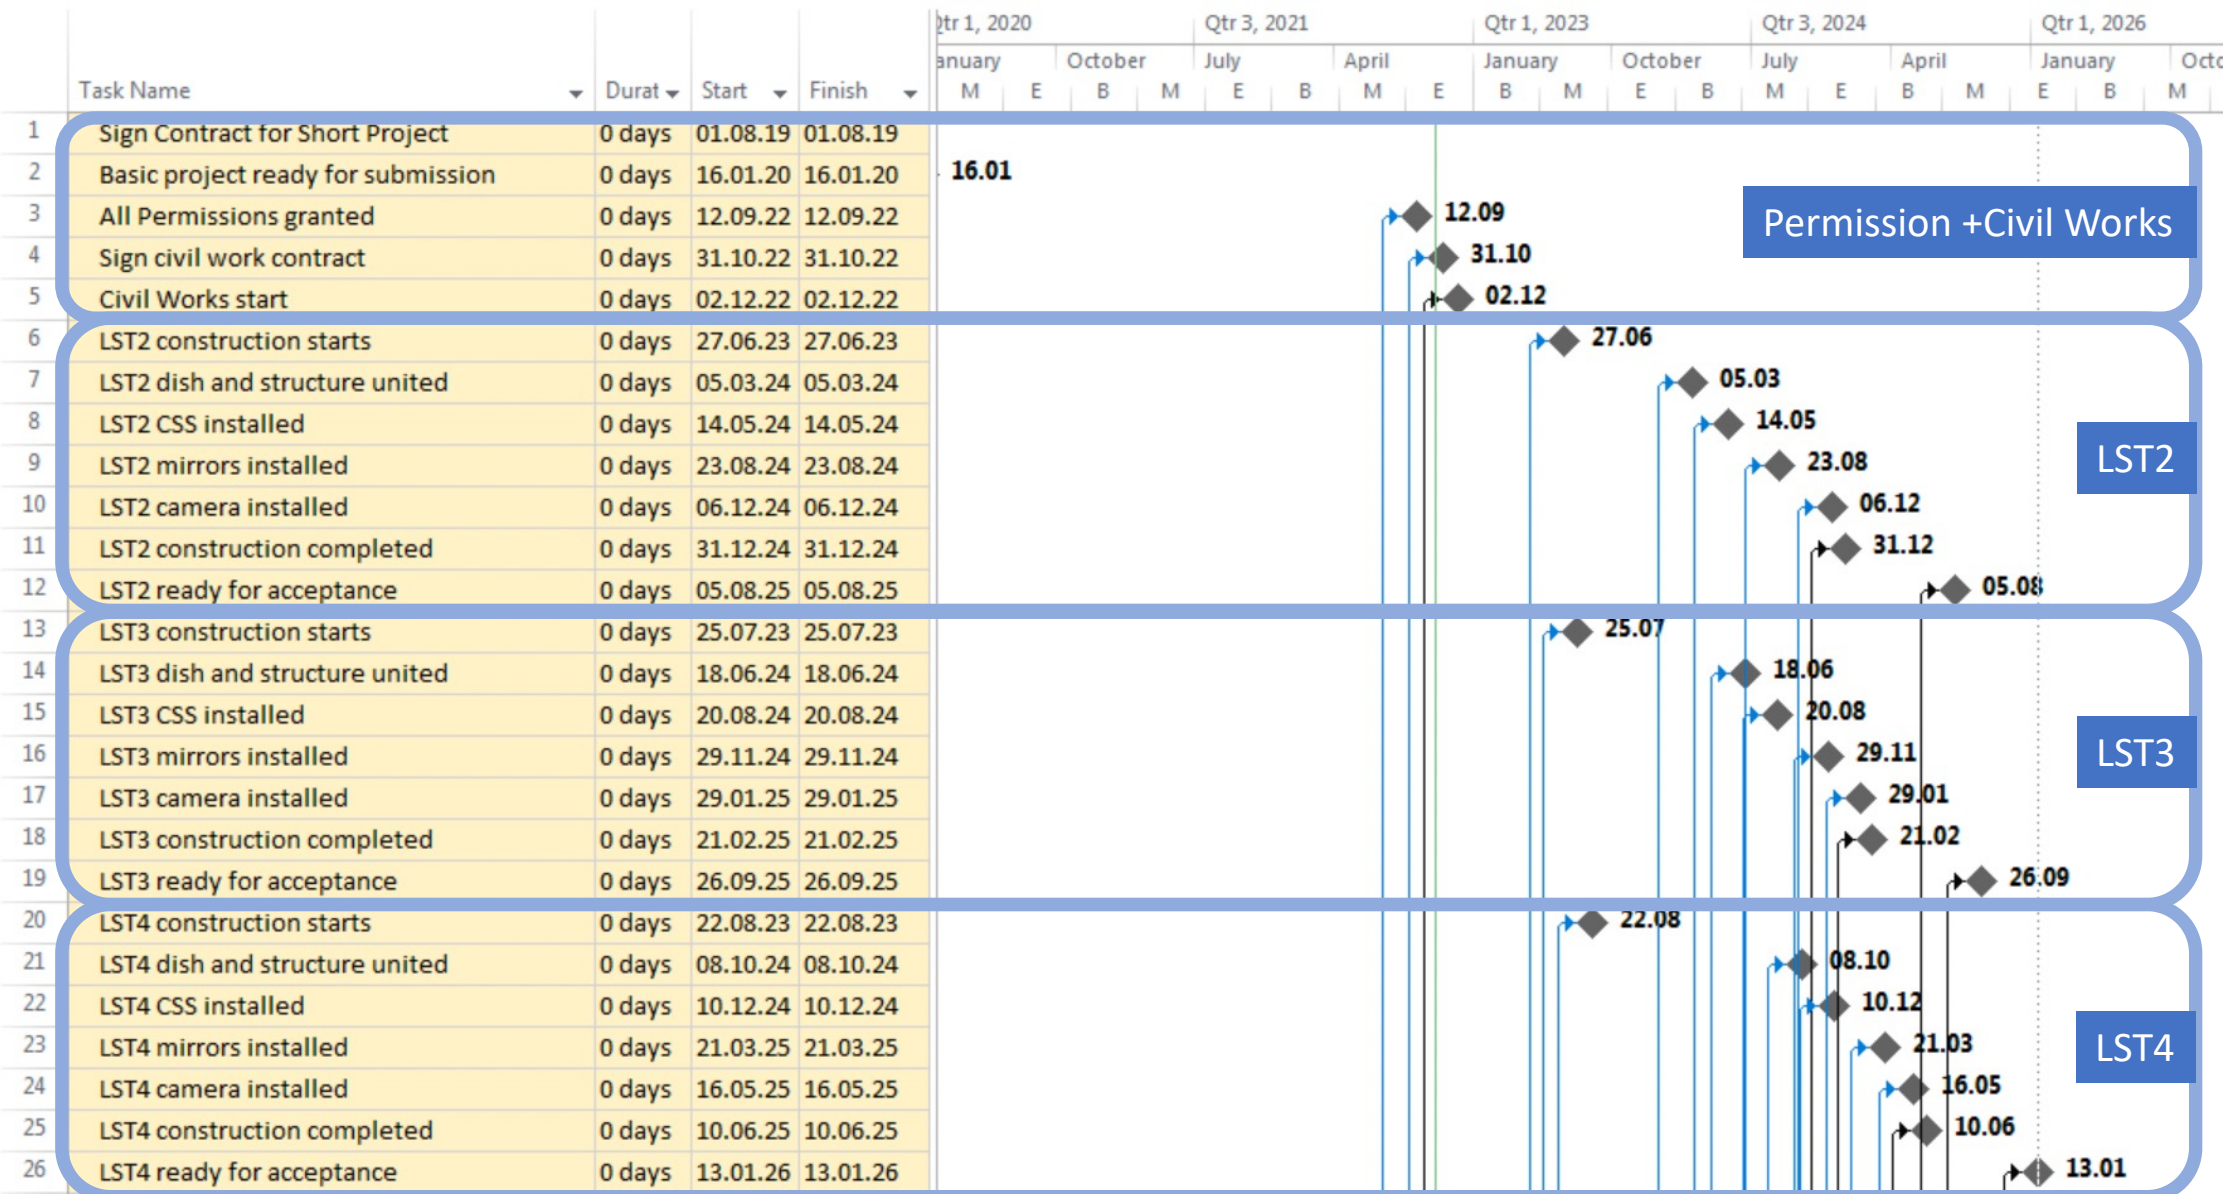 Qtr 1, 2020 Qtr 3, 2021 Qtr 1, 2023 Qtr 3, 2024 Qtr 1, 2026
January October July April January October July April January Octo
Task Name Durat Start Finish M E B M E B M E B M E B M E B M E B M
1 Sign Contract for Short Project 0 days 01.08.19 01.08.19
2 Basic project ready for submission 0 days 16.01.20 16.01.20 16.01
3 All Permissions granted 0 days 12.09.22 12.09.22 12.09
Permission +Civil Works
4 Sign civil work contract 0 days 31.10.22 31.10.22 31.10
5 Civil Works start 0 days 02.12.22 02.12.22 02.12
6 LST2 construction starts 0 days 27.06.23 27.06.23 27.06
7 LST2 dish and structure united 0 days 05.03.24 05.03.24 05.03
8 LST2 CSS installed 0 days 14.05.24 14.05.24 14.05
9 LST2 mirrors installed 0 days 23.08.24 23.08.24 23.08
LST2
10 LST2 camera installed 0 days 06.12.24 06.12.24 06.12
11 LST2 construction completed 0 days 31.12.24 31.12.24 31.12
12 LST2 ready for acceptance 0 days 05.08.25 05.08.25 05.08
13 LST3 construction starts 0 days 25.07.23 25.07.23 25.07
14 LST3 dish and structure united 0 days 18.06.24 18.06.24 18.06
15 LST3 CSS installed 0 days 20.08.24 20.08.24 20.08
16 LST3 mirrors installed 0 days 29.11.24 29.11.24 29.11
LST3
17 LST3 camera installed 0 days 29.01.25 29.01.25 29.01
18 LST3 construction completed 0 days 21.02.25 21.02.25 21.02
19 LST3 ready for acceptance 0 days 26.09.25 26.09.25 26.09
20 LST4 construction starts 0 days 22.08.23 22.08.23 22.08
21 LST4 dish and structure united 0 days 08.10.24 08.10.24 08.10
22 LST4 CSS installed 0 days 10.12.24 10.12.24 10.12
23 LST4 mirrors installed 0 days 21.03.25 21.03.25 21.03
LST4
24 LST4 camera installed 0 days 16.05.25 16.05.25 16.05
25 LST4 construction completed 0 days 10.06.25 10.06.25 10.06
26 LST4 ready for acceptance 0 days 13.01.26 13.01.26 13.01